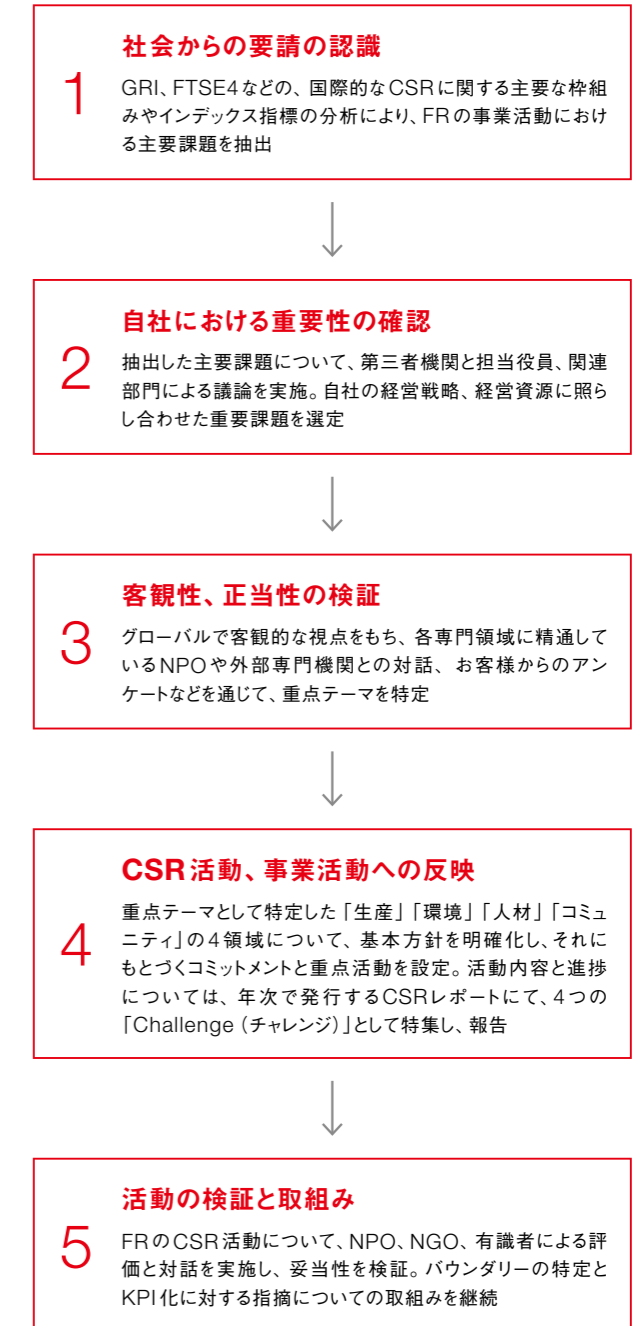 社会からの要請の認識
1
GRI、FTSE4などの、国際的なCSRに関する主要な枠組
みやインデックス指標の分析により、FRの事業活動におけ
る主要課題を抽出
自社における重要性の確認
2
抽出した主要課題について、第三者機関と担当役員、関連
部門による議論を実施。自社の経営戦略、経営資源に照ら
し合わせた重要課題を選定
客観性、正当性の検証
3
グローバルで客観的な視点をもち、各専門領域に精通して
いるNPOや外部専門機関との対話、お客様からのアン
ケートなどを通じて、重点テーマを特定
CSR活動、事業活動への反映
4
重点テーマとして特定した「生産」「環境」「人材」「コミュ
ニティ」の4領域について、基本方針を明確化し、それに
もとづくコミットメントと重点活動を設定。活動内容と進捗
については、年次で発行するCSRレポートにて、4つの
「Challenge（チャレンジ）」として特集し、報告
活動の検証と取組み
5
FRのCSR活動について、NPO、NGO、有識者による評
価と対話を実施し、妥当性を検証。バウンダリーの特定と
KPI化に対する指摘についての取組みを継続